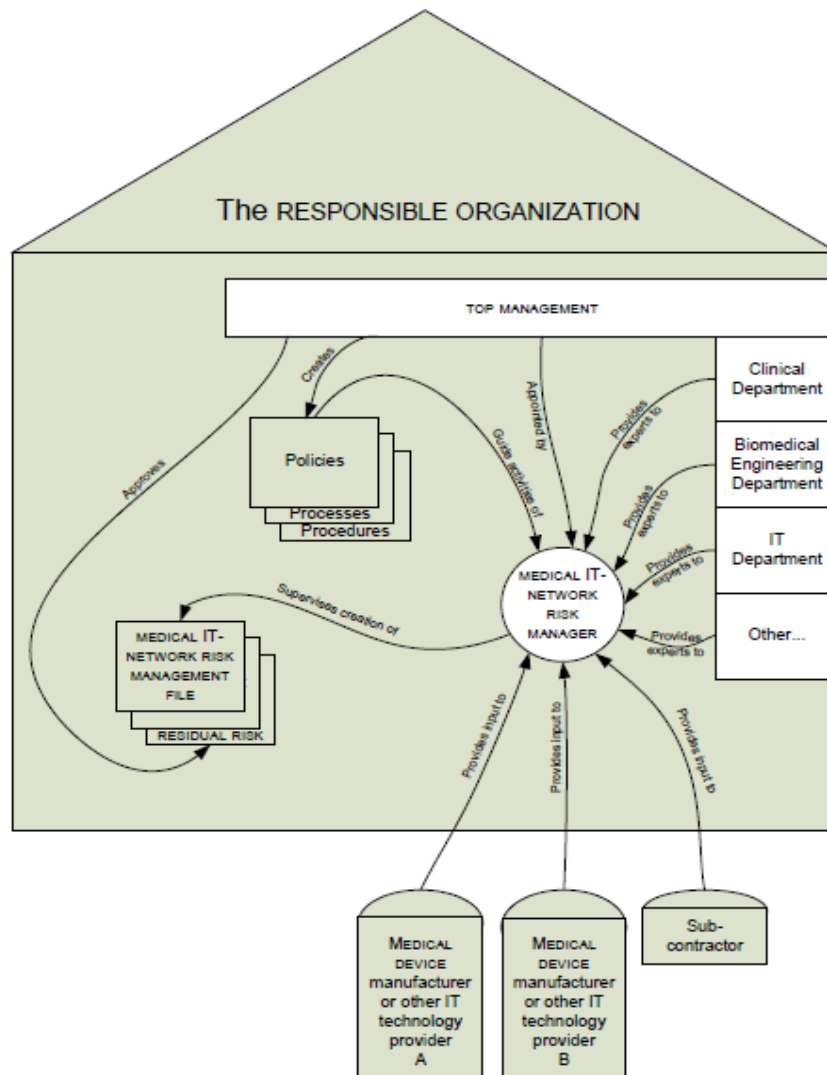 The RESPONSIBLE ORGANIZATION
TOP MANAGEMENT
Creates
Appointed by
Approves
Guide activities of
Policies
Processes
Procedures
Clinical
Department
Provides
experts to
Biomedical
Engineering
Department
Provides
experts to
IT
Department
Provides
experts to
Other...
Provides
experts to
MEDICAL IT-
NETWORK
RISK
MANAGER
Supervises creation of
MEDICAL IT-
NETWORK RISK
MANAGEMENT
FILE
RESIDUAL RISK
Provides input to
Provides input to
Provides input to
MEDICAL
DEVICE
manufacturer
or other IT
technology
provider
A
MEDICAL
DEVICE
manufacturer
or other IT
technology
provider
B
Sub-
contractor